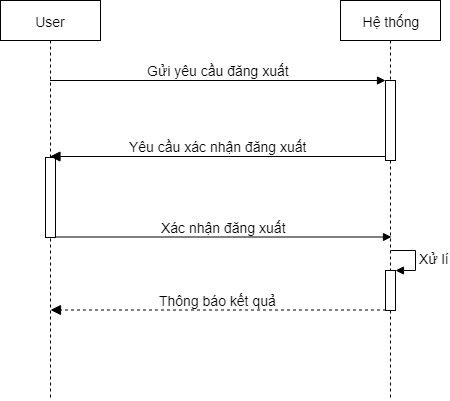 User
Hệ thống
Gửi yêu cầu đăng xuất
Yêu cầu xác nhận đăng xuất
Xác nhận đăng xuất
Xử lí
Thông báo kết quả